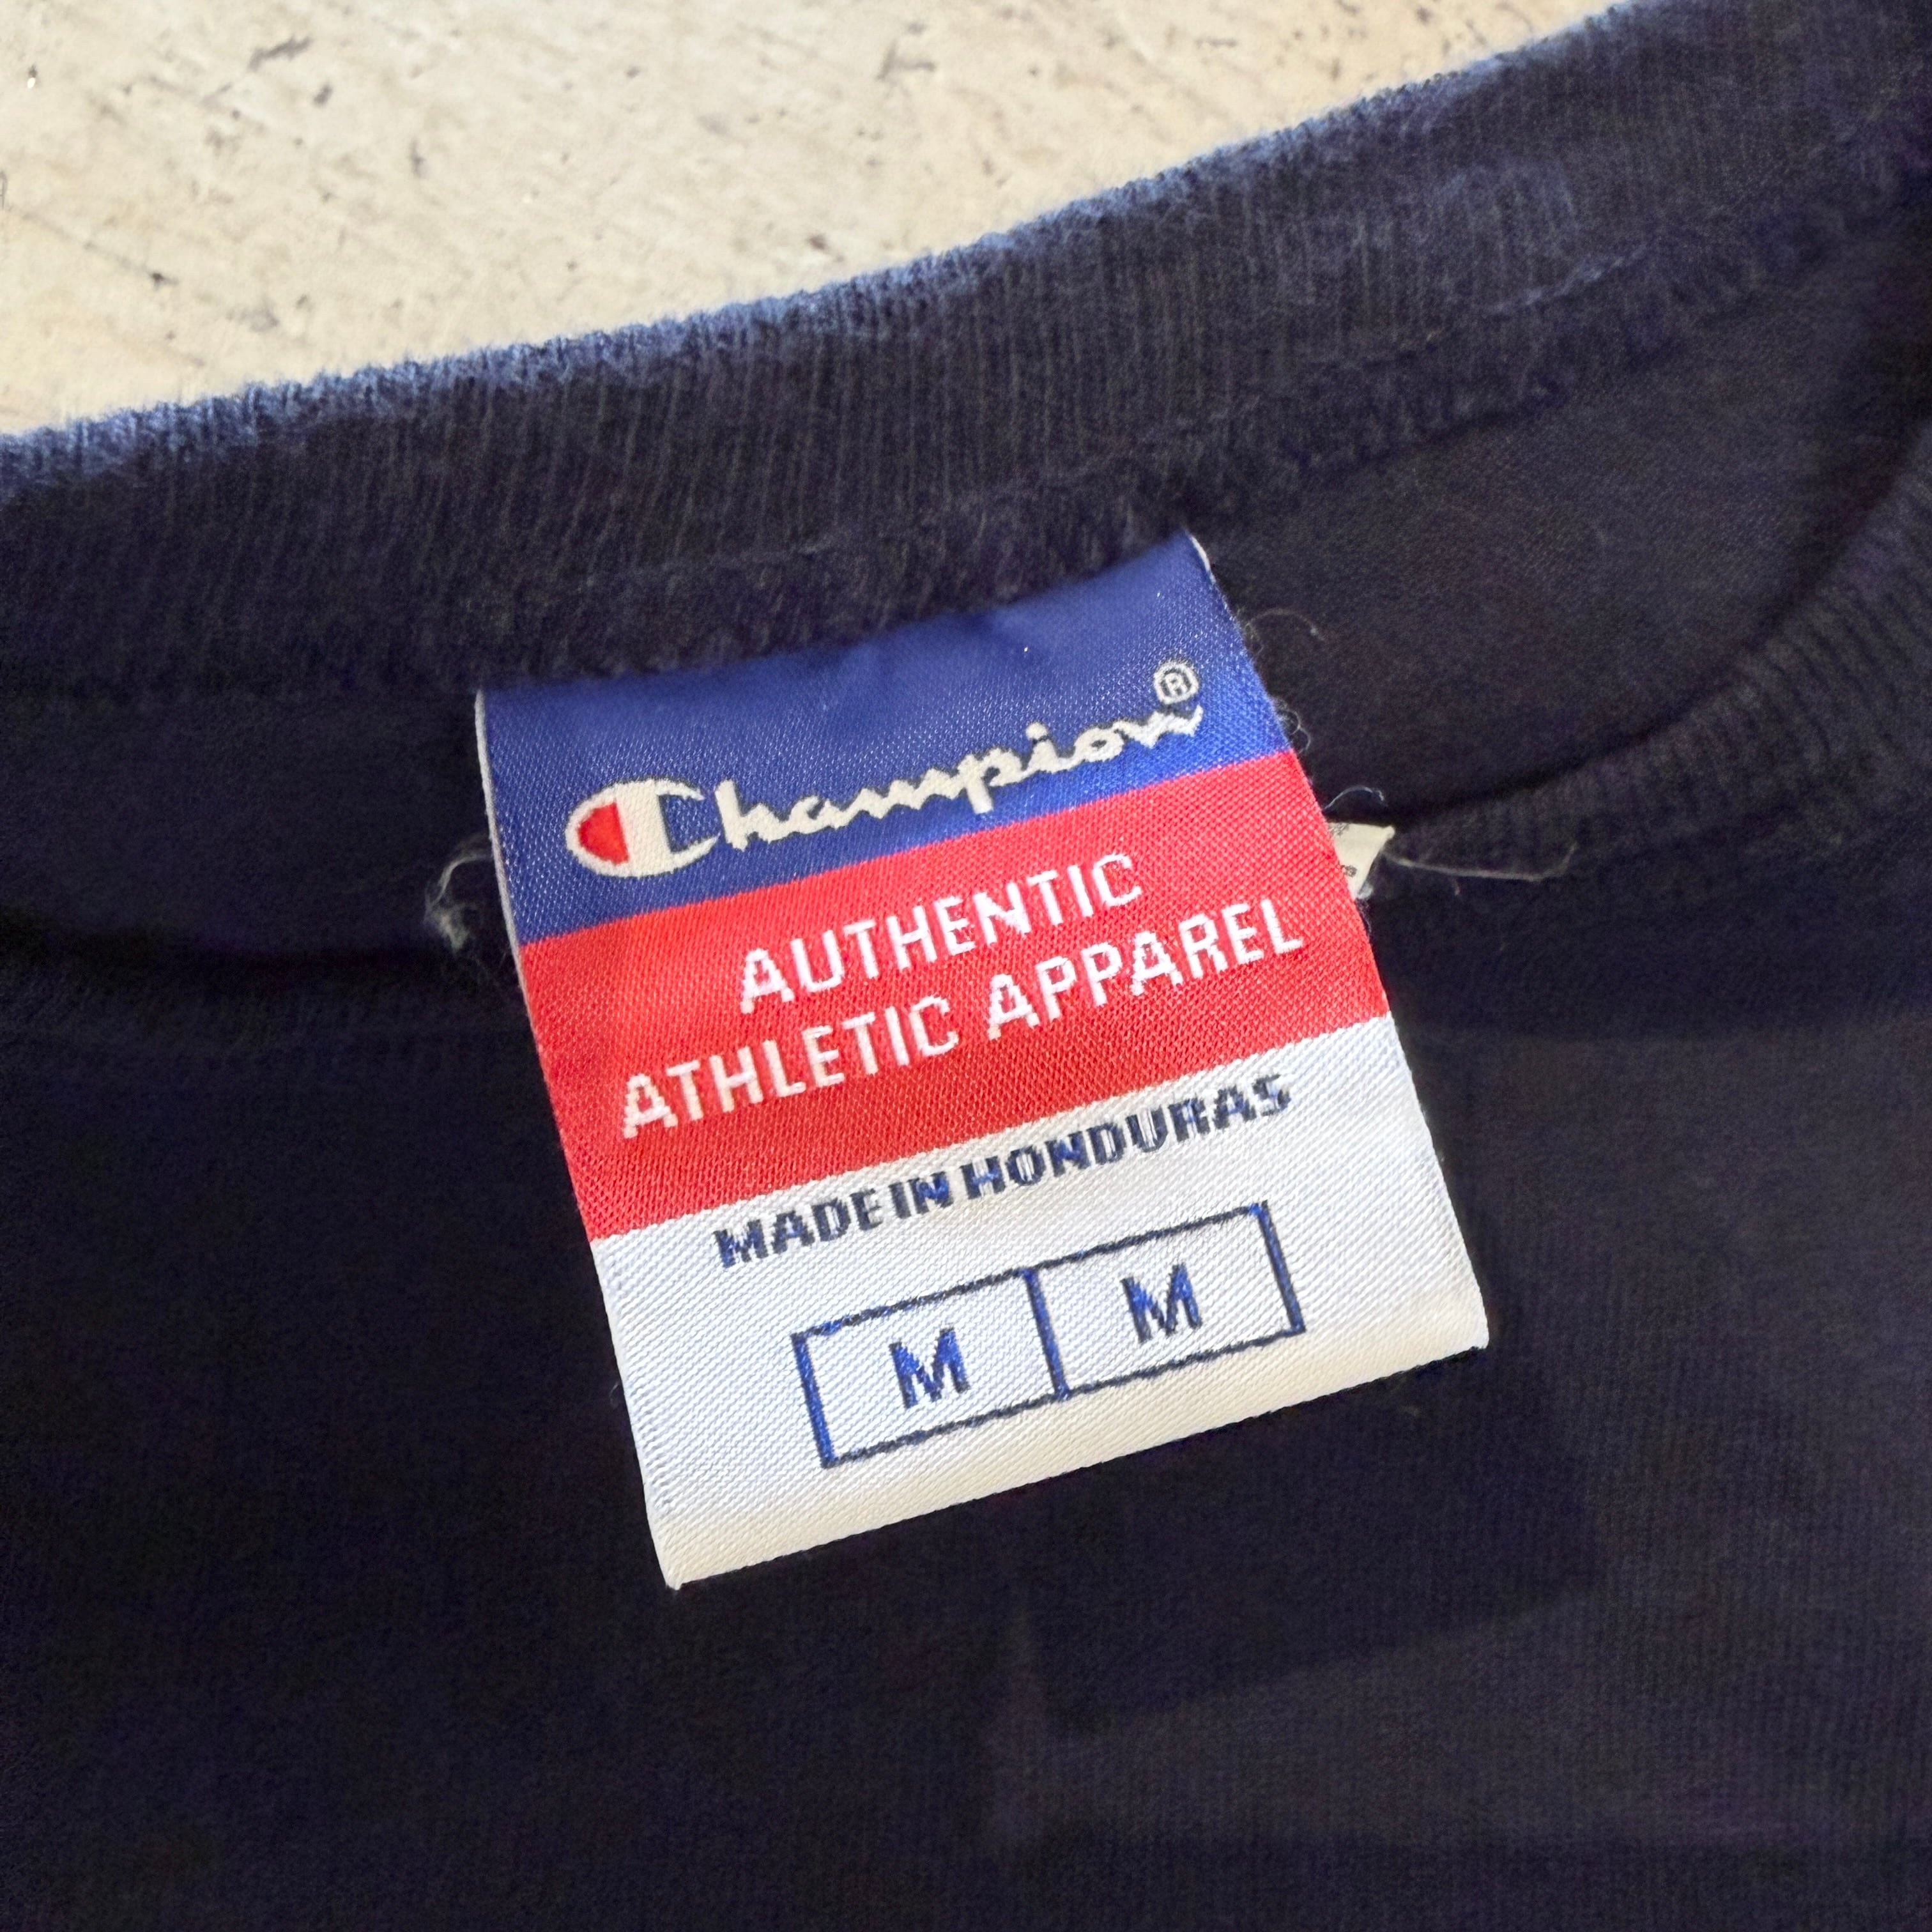 Champion®
AUTHENTIC
ATHLETIC APPAREL
MADE IN HONDURAS
M M